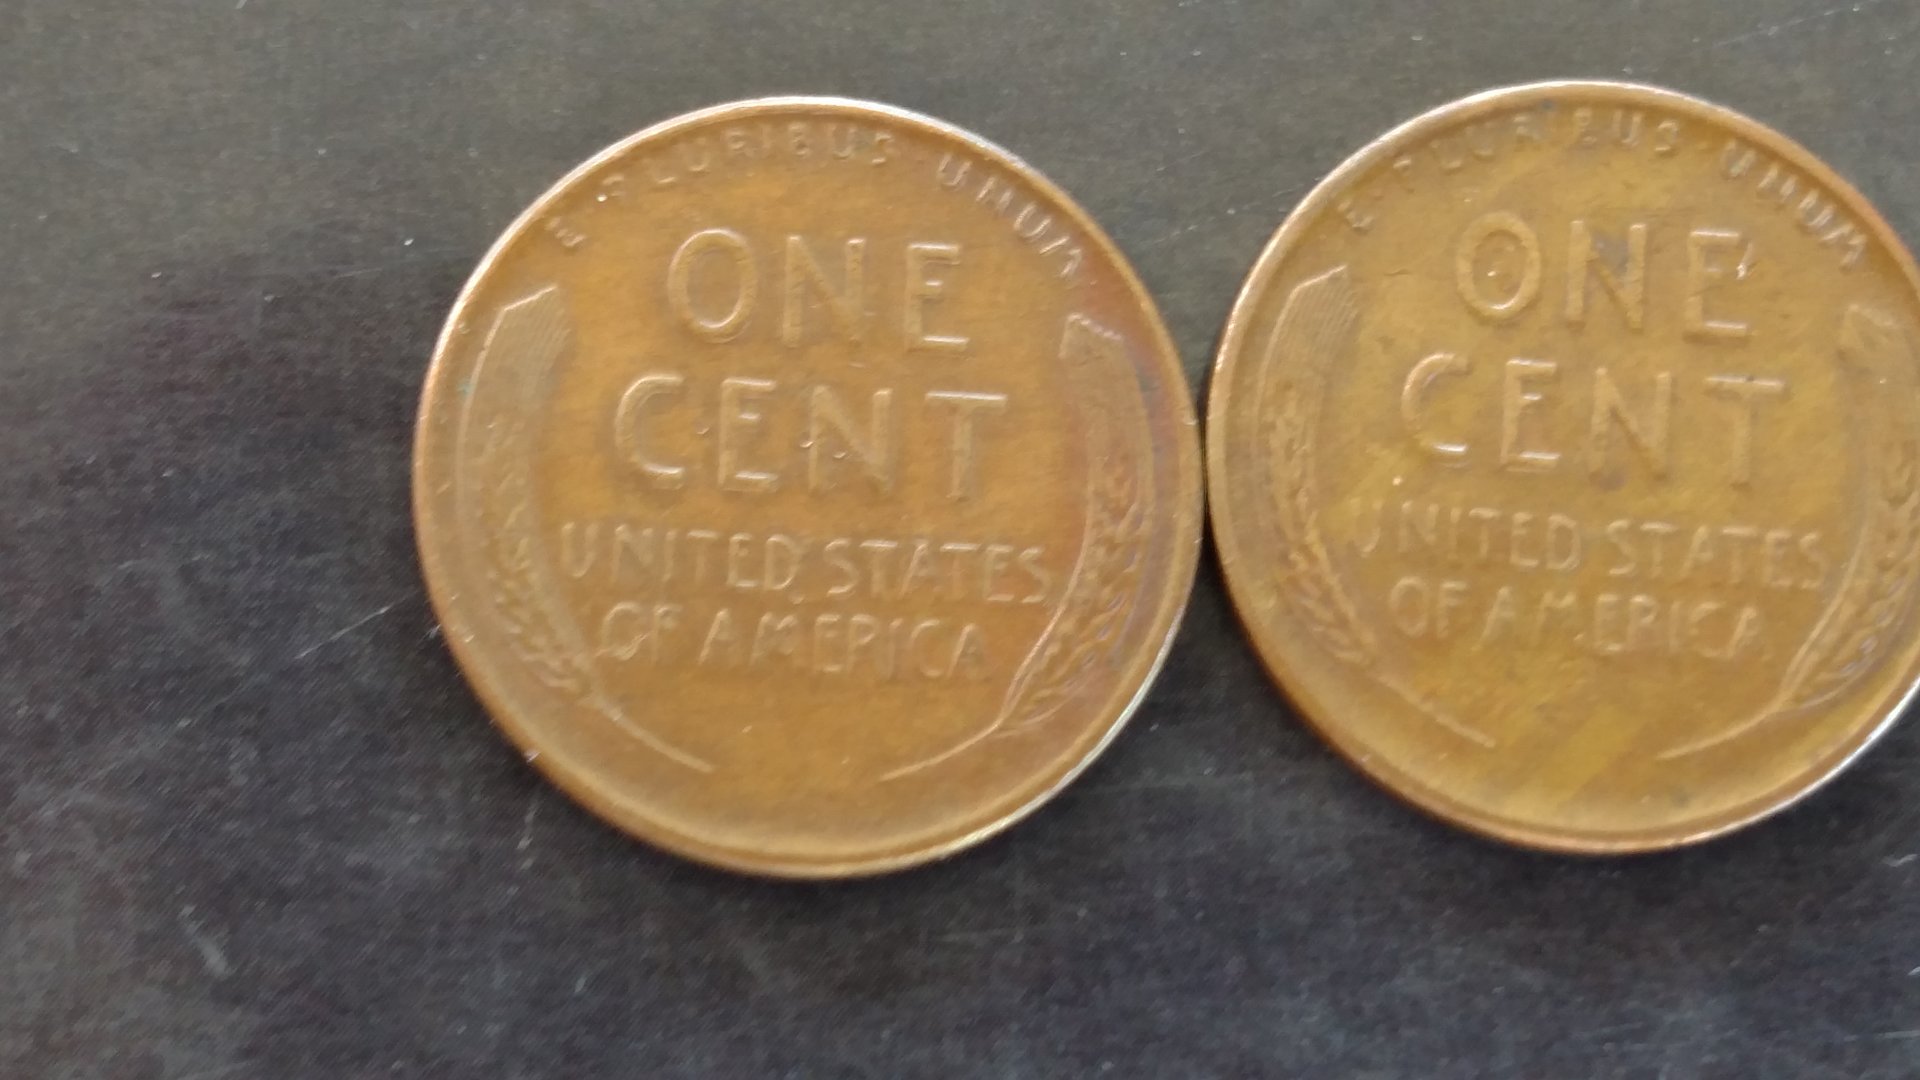 E·PLURIBUS·UNUM
ONE
CENT
UNITED STATES
OF AMERICA
E·PLURIBUS·UNUM
ONE
CENT
UNITED STATES
OF AMERICA